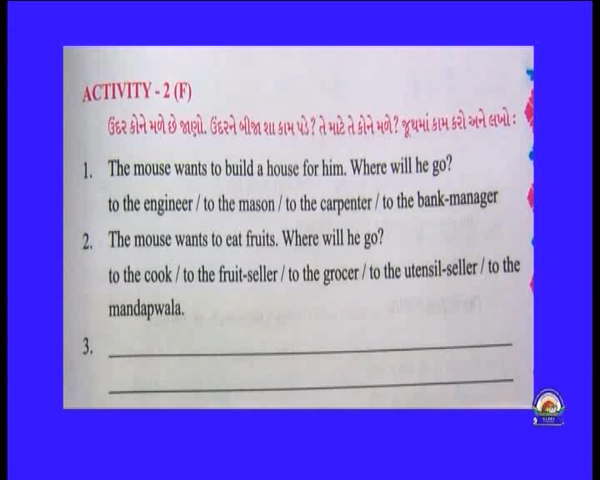 ACTIVITY - 2 (F)
ઉંદર કોને મળે છે જાણો. ઉંદરને બીજા શા કામ પડે? તે માટે તે કોને મળે? જૂથમાં કામ કરો અને લખો :
1. The mouse wants to build a house for him. Where will he go?
to the engineer / to the mason / to the carpenter / to the bank-manager
2. The mouse wants to eat fruits. Where will he go?
to the cook / to the fruit-seller / to the grocer / to the utensil-seller / to the
mandapwala.
3.